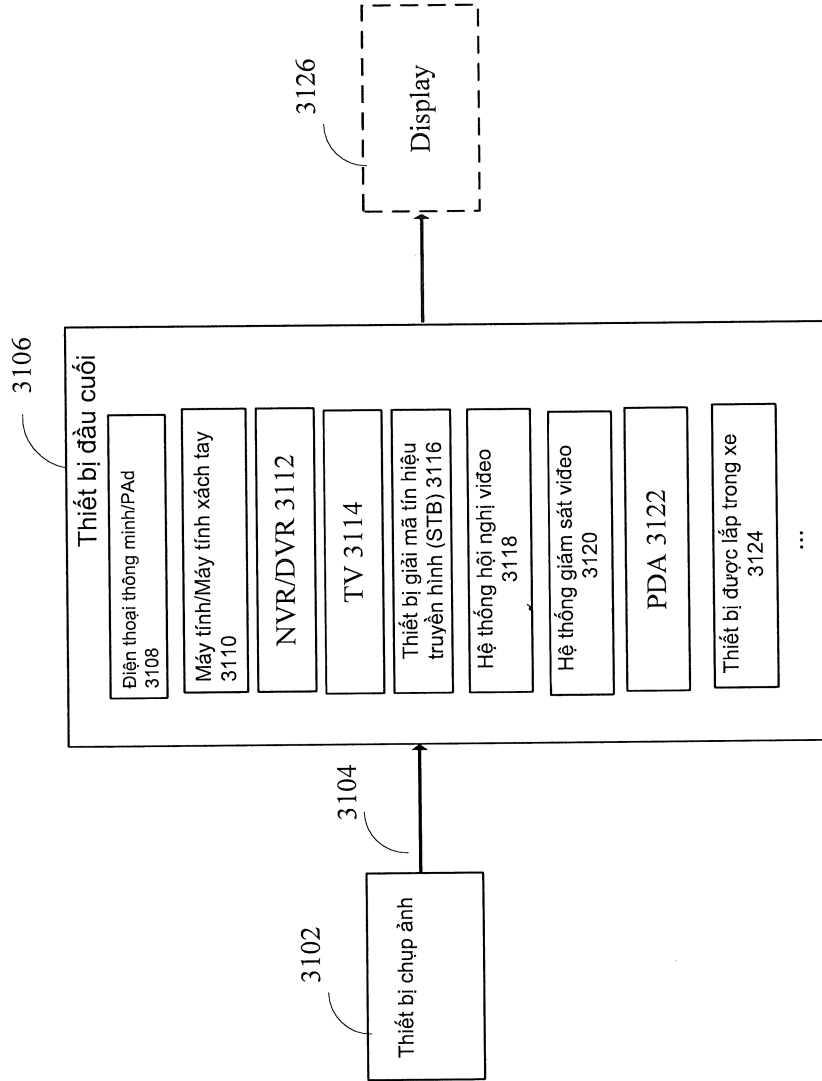 3102
Thiết bị chụp ảnh
3104
3106
Thiết bị đầu cuối
Điện thoại thông minh/PAd
3108
Máy tính/Máy tính xách tay
3110
NVR/DVR 3112
TV 3114
Thiết bị giải mã tín hiệu
truyền hình (STB) 3116
Hệ thống hội nghị viđeo
3118
Hệ thống giám sát viđeo
3120
PDA 3122
Thiết bị được lắp trong xe
3124
...
3126
Display